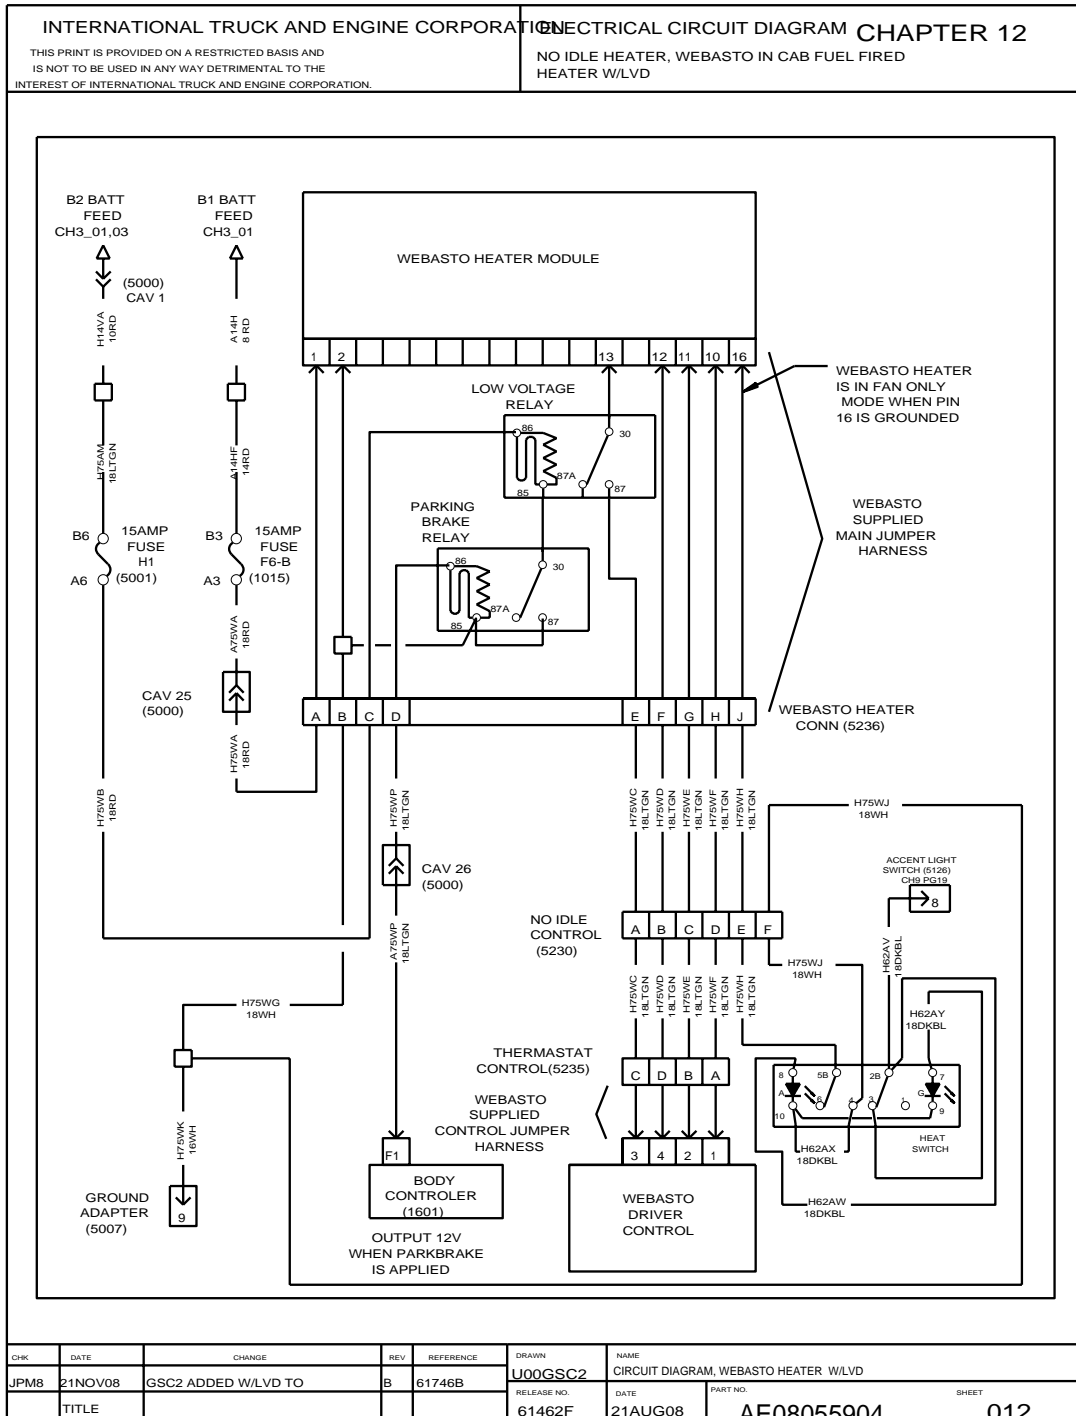 INTERNATIONAL TRUCK AND ENGINE CORPORATION
THIS PRINT IS PROVIDED ON A RESTRICTED BASIS AND
IS NOT TO BE USED IN ANY WAY DETRIMENTAL TO THE
INTEREST OF INTERNATIONAL TRUCK AND ENGINE CORPORATION.
ELECTRICAL CIRCUIT DIAGRAM CHAPTER 12
NO IDLE HEATER, WEBASTO IN CAB FUEL FIRED
HEATER W/LVD
B2 BATT
FEED
CH3_01,03
B1 BATT
FEED
CH3_01
(5000)
CAV 1
H14VA
10RD
A14H
8 RD
WEBASTO HEATER MODULE
1 2 13 12 11 10 16
LOW VOLTAGE
RELAY
86 30
87A
85 87
WEBASTO HEATER
IS IN FAN ONLY
MODE WHEN PIN
16 IS GROUNDED
H75AM
18LTGN
A14HF
14RD
PARKING
BRAKE
RELAY
86 30
87A
85 87
WEBASTO
SUPPLIED
MAIN JUMPER
HARNESS
B6 15AMP
FUSE
H1
A6 (5001)
B3 15AMP
FUSE
F6-B
A3 (1015)
A75WA
18RD
CAV 25
(5000)
H75WA
18RD
A B C D E F G H J
WEBASTO HEATER
CONN (5236)
H75WB
18RD
H75WP
18LTGN
H75WC
18LTGN
H75WD
18LTGN
H75WE
18LTGN
H75WF
18LTGN
H75WH
18LTGN
H75WJ
18WH
CAV 26
(5000)
A75WP
18LTGN
ACCENT LIGHT
SWITCH (5126)
CH9 PG19
8
NO IDLE
CONTROL
(5230)
A B C D E F
H75WJ
18WH
H62AV
18DKBL
H75WC
18LTGN
H75WD
18LTGN
H75WE
18LTGN
H75WF
18LTGN
H75WH
18LTGN
H75WG
18WH
H62AY
18DKBL
THERMASTAT
CONTROL(5235)
C D B A
8 5B 2B 7
A 6 4 3 1 G
10 9
HEAT
SWITCH
WEBASTO
SUPPLIED
CONTROL JUMPER
HARNESS
H62AX
18DKBL
H75WK
16WH
F1
3 4 2 1
BODY
CONTROLER
(1601)
WEBASTO
DRIVER
CONTROL
H62AW
18DKBL
GROUND
ADAPTER
(5007)
9
OUTPUT 12V
WHEN PARKBRAKE
IS APPLIED
CHK DATE CHANGE REV REFERENCE
JPM8 21NOV08 GSC2 ADDED W/LVD TO B 61746B
TITLE
DRAWN
U00GSC2
NAME
CIRCUIT DIAGRAM, WEBASTO HEATER W/LVD
RELEASE NO.
61462F
DATE
21AUG08
PART NO.
AE08055904
SHEET
012